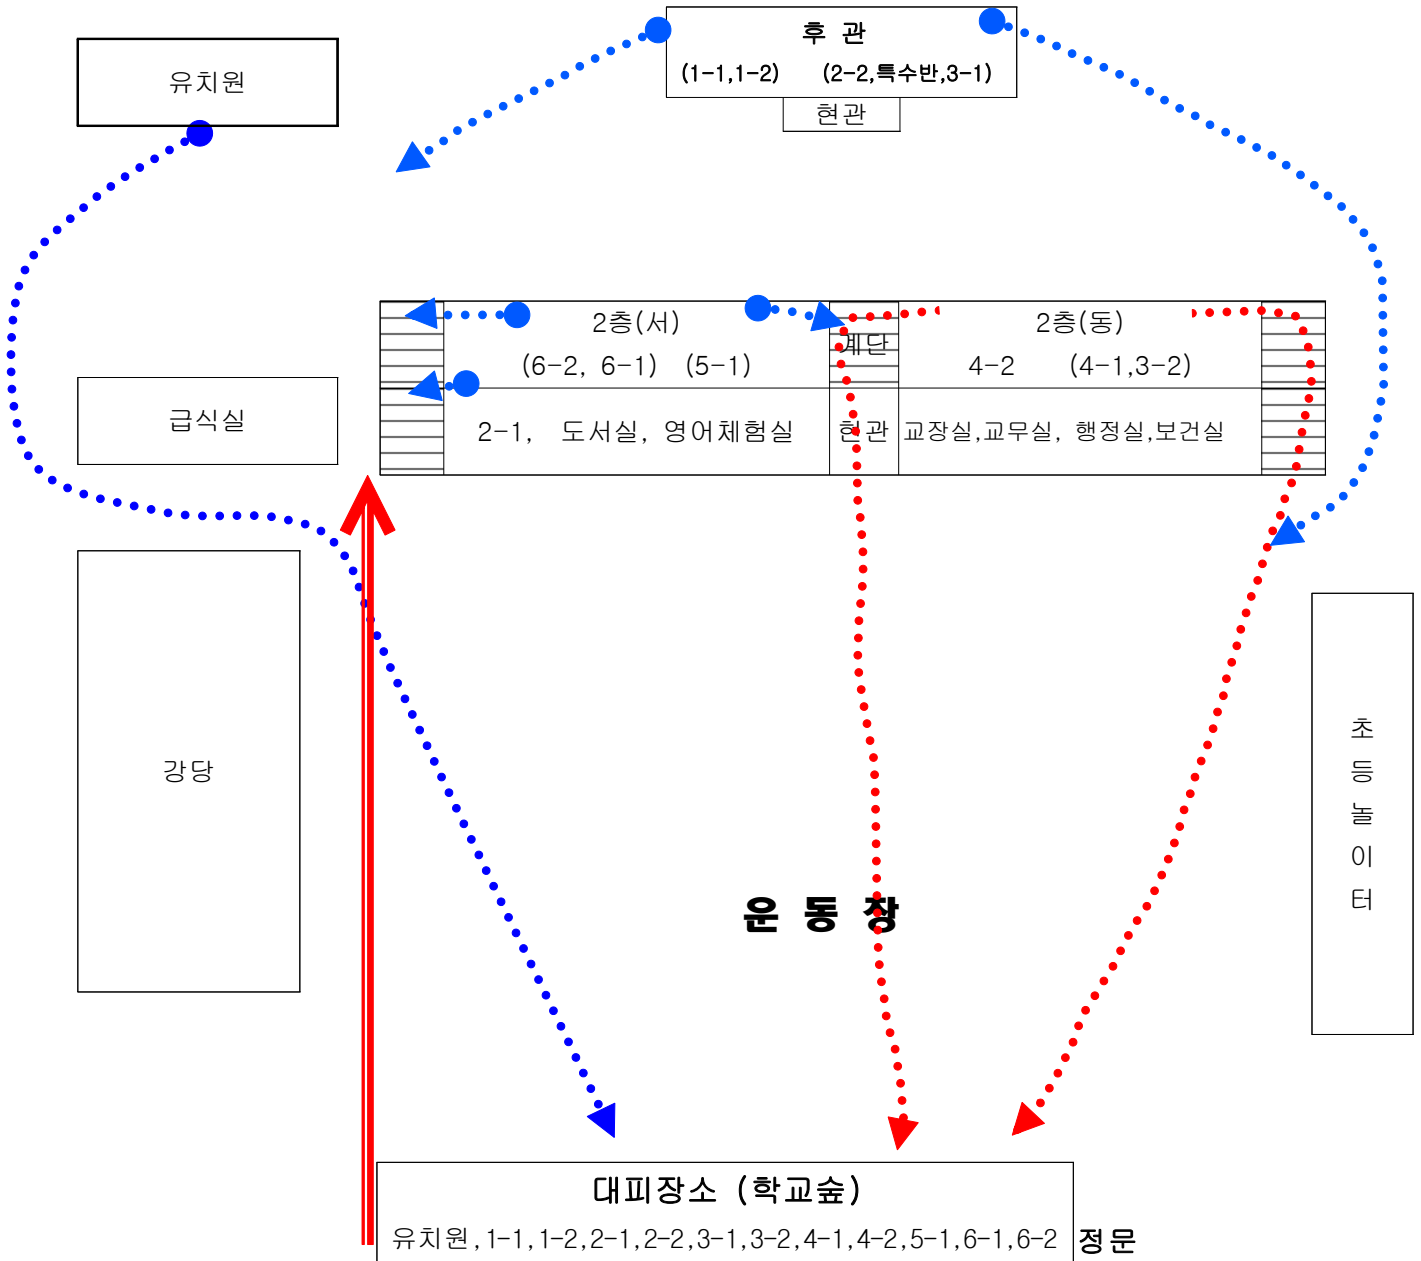 후 관
(1-1,1-2) (2-2,특수반,3-1)
현관
유치원
2층(서)
(6-2, 6-1) (5-1)
계단
2층(동)
4-2 (4-1,3-2)
급식실
2-1, 도서실, 영어체험실
현관
교장실,교무실, 행정실,보건실
강당
초
등
놀
이
터
운 동 장
대피장소 (학교숲)
유치원,1-1,1-2,2-1,2-2,3-1,3-2,4-1,4-2,5-1,6-1,6-2
정문